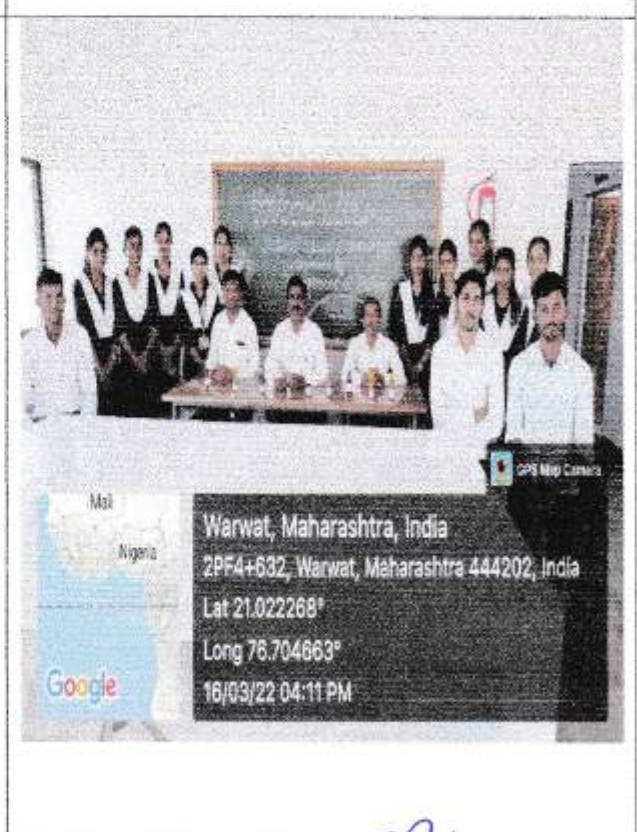 GPS Map Camera
Mali
Nigeria
Google
Warwat, Maharashtra, India
2PF4+632, Warwat, Maharashtra 444202, India
Lat 21.022268°
Long 76.704663°
16/03/22 04:11 PM